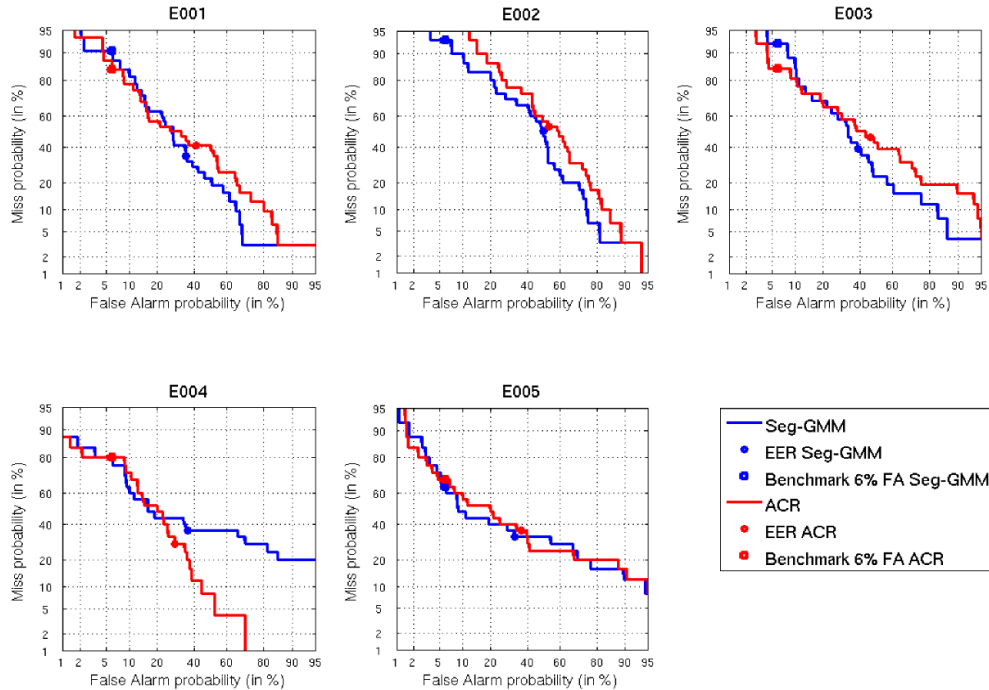 E001
E002
E003
Miss probability (in %)
95
90
80
60
40
20
10
5
2
1
1 2 5 10 20 40 60 80 90 95
False Alarm probability (in %)
Miss probability (in %)
95
90
80
60
40
20
10
5
2
1
1 2 5 10 20 40 60 80 90 95
False Alarm probability (in %)
Miss probability (in %)
95
90
80
60
40
20
10
5
2
1
1 2 5 10 20 40 60 80 90 95
False Alarm probability (in %)
E004
E005
Miss probability (in %)
95
90
80
60
40
20
10
5
2
1
1 2 5 10 20 40 60 80 90 95
False Alarm probability (in %)
Miss probability (in %)
95
90
80
60
40
20
10
5
2
1
1 2 5 10 20 40 60 80 90 95
False Alarm probability (in %)
Seg-GMM
EER Seg-GMM
Benchmark 6% FA Seg-GMM
ACR
EER ACR
Benchmark 6% FA ACR